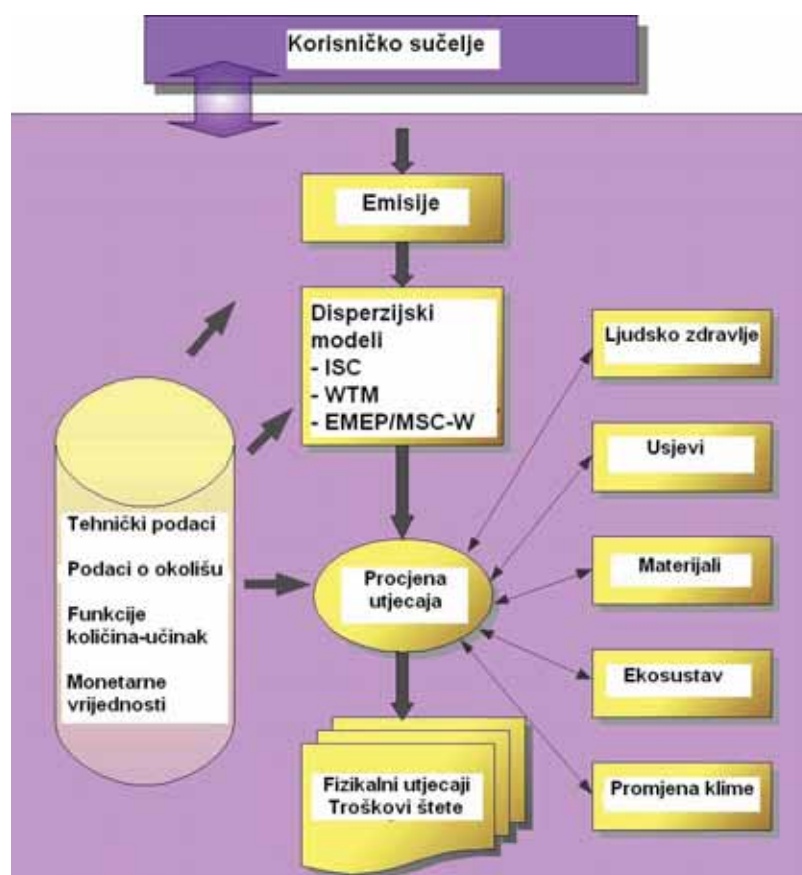 Korisničko sučelje
Emisije
Disperzijski
modeli
- ISC
- WTM
- EMEP/MSC-W
Tehnički podaci
Podaci o okolišu
Funkcije
količina-učinak
Monetarne
vrijednosti
Procjena
utjecaja
Fizikalni utjecaji
Troškovi štete
Ljudsko zdravlje
Usjevi
Materijali
Ekosustav
Promjena klime